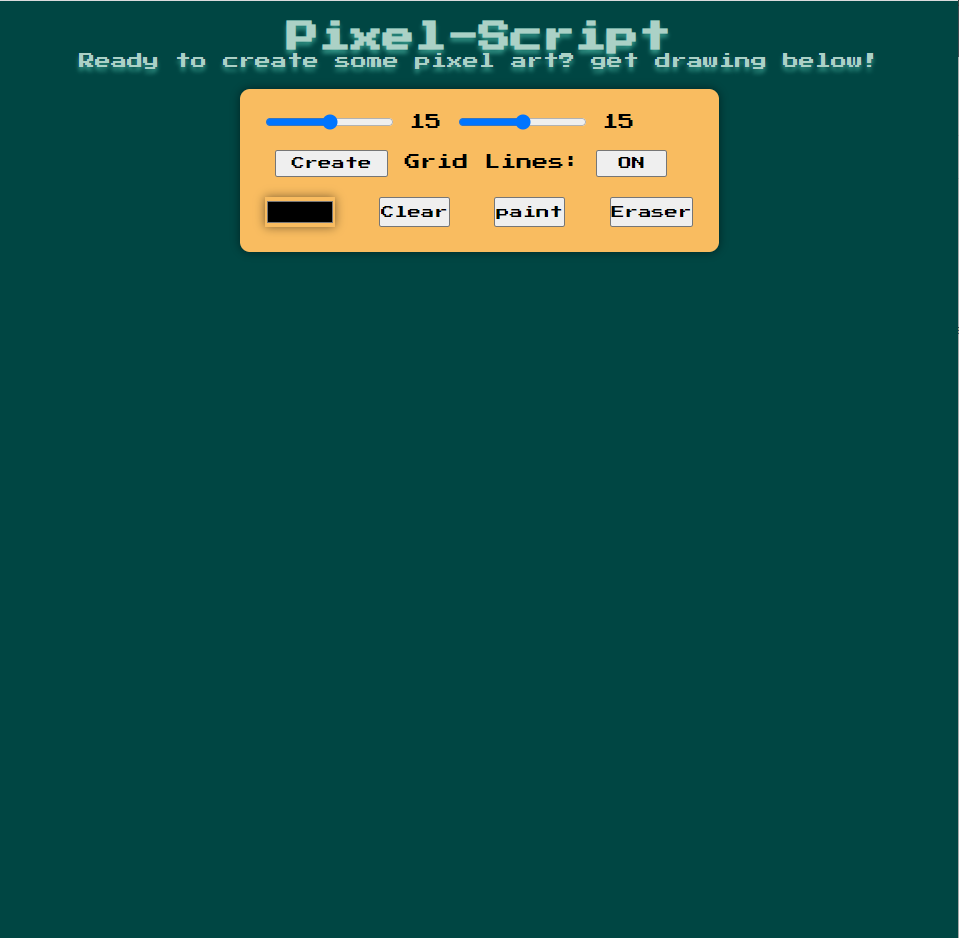 Pixel-Script
Ready to create some pixel art? get drawing below!
15 15
Create Grid Lines: ON
Clear paint Eraser